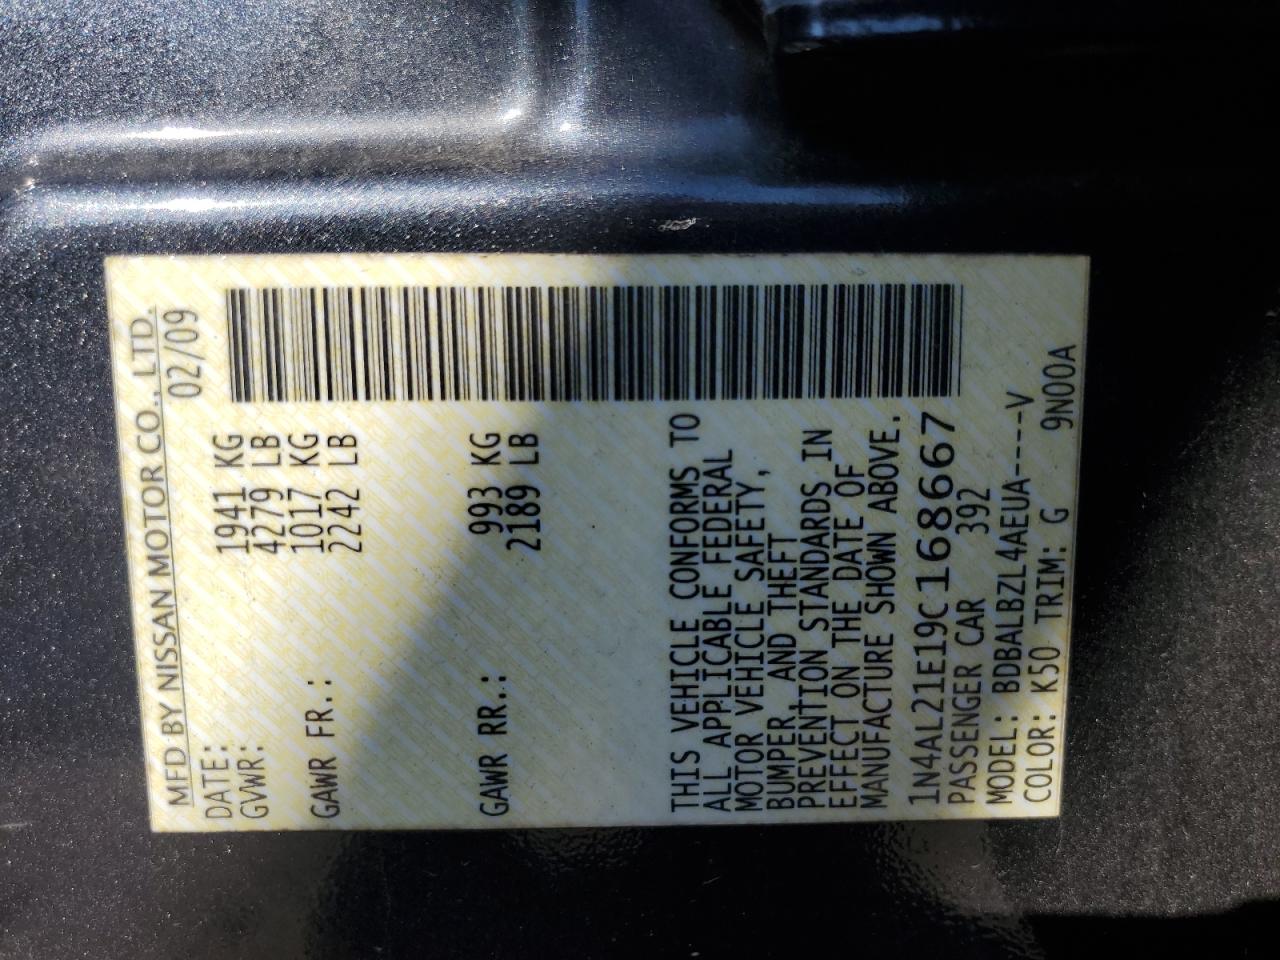 MFD BY NISSAN MOTOR CO., LTD.
DATE: 02/09
GVWR: 1941 KG
4279 LB
GAWR FR.: 1017 KG
2242 LB
GAWR RR.: 993 KG
2189 LB
THIS VEHICLE CONFORMS TO
ALL APPLICABLE FEDERAL
MOTOR VEHICLE SAFETY,
BUMPER, AND THEFT
PREVENTION STANDARDS IN
EFFECT ON THE DATE OF
MANUFACTURE SHOWN ABOVE.
1N4AL21E19C168667
PASSENGER CAR 392
MODEL: BDBALBZL4AEUA----V
COLOR: K50 TRIM: G 9N00A